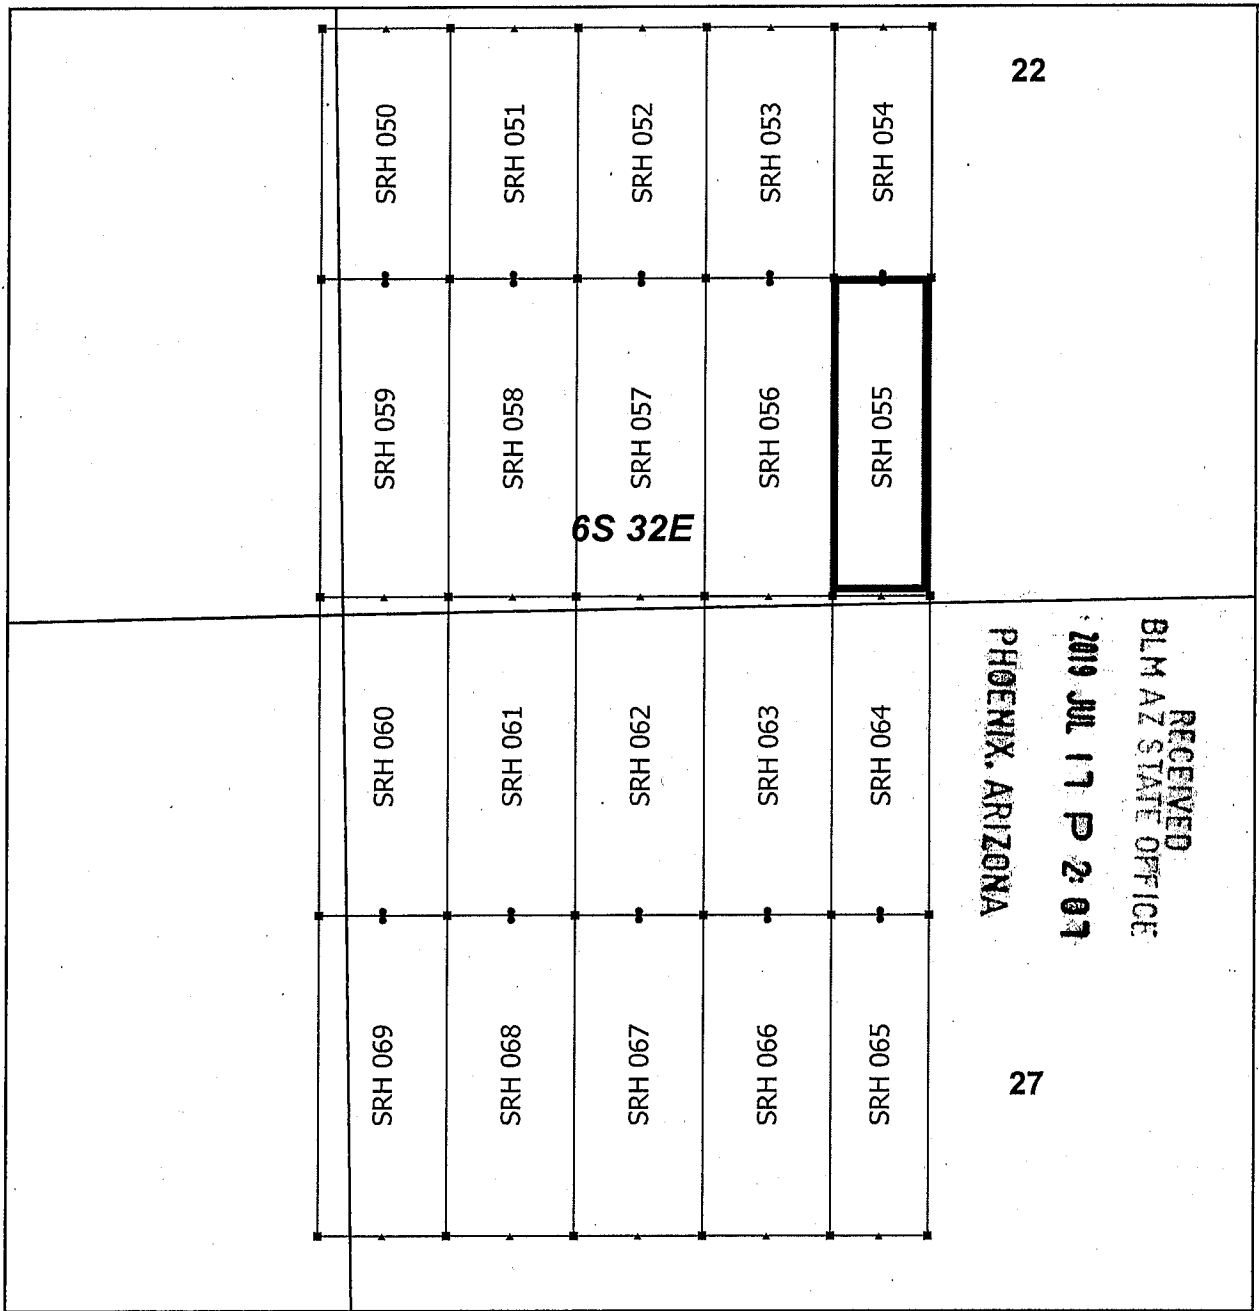 22
SRH 050
SRH 051
SRH 052
SRH 053
SRH 054
SRH 059
SRH 058
SRH 057
SRH 056
SRH 055
6S 32E
RECEIVED
BLM AZ STATE OFFICE
2019 JUL 17 P 2:07
PHOENIX, ARIZONA
SRH 060
SRH 061
SRH 062
SRH 063
SRH 064
SRH 069
SRH 068
SRH 067
SRH 066
SRH 065
27